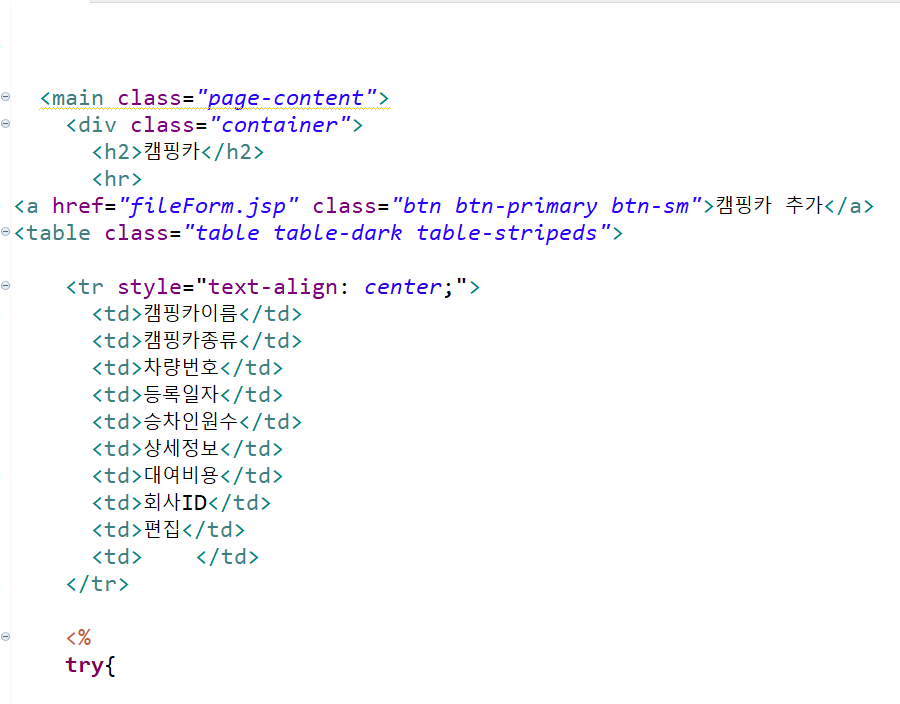 <main class="page-content">
<div class="container">
<h2>캠핑카</h2>
<hr>
<a href="fileForm.jsp" class="btn btn-primary btn-sm">캠핑카 추가</a>
<table class="table table-dark table-stripeds">
<tr style="text-align: center;">
<td>캠핑카이름</td>
<td>캠핑카종류</td>
<td>차량번호</td>
<td>등록일자</td>
<td>승차인원수</td>
<td>상세정보</td>
<td>대여비용</td>
<td>회사ID</td>
<td>편집</td>
<td>    </td>
</tr>
<%
try{